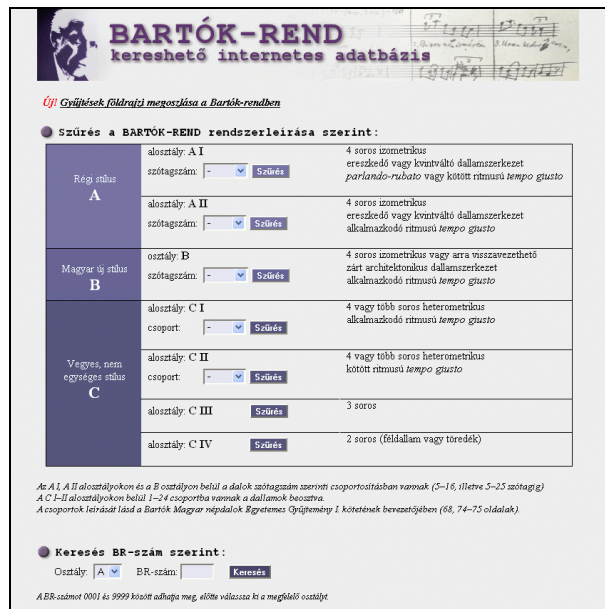 BARTÓK-REND
kereshető internetes adatbázis
Új! Gyűjtések földrajzi megoszlása a Bartók-rendben
Szűrés a BARTÓK-REND rendszerleírása szerint:
Régi stílus
A
alosztály: A I
szótagszám: - Szűrés
4 soros izometrikus
ereszkedő vagy kvintváltó dallamszerkezet
parlando-rubato vagy kötött ritmusú tempo giusto
alosztály: A II
szótagszám: - Szűrés
4 soros izometrikus
ereszkedő vagy kvintváltó dallamszerkezet
alkalmazkodó ritmusú tempo giusto
Magyar új stílus
B
osztály: B
szótagszám: - Szűrés
4 soros izometrikus vagy arra visszavezethető
zárt architektonikus dallamszerkezet
alkalmazkodó ritmusú tempo giusto
Vegyes, nem
egységes stílus
C
alosztály: C I
csoport: - Szűrés
4 vagy több soros heterometrikus
alkalmazkodó ritmusú tempo giusto
alosztály: C II
csoport: - Szűrés
4 vagy több soros heterometrikus
kötött ritmusú tempo giusto
alosztály: C III Szűrés
3 soros
alosztály: C IV Szűrés
2 soros (féldallam vagy töredék)
Az A I, A II alosztályokon és a B osztályon belül a dalok szótagszám szerinti csoportosításban vannak (5-16, illetve 5-25 szótagig)
A C I-II alosztályokon belül 1-24 csoportba vannak a dallamok beosztva.
A csoportok leírását lásd a Bartók Magyar népdalok Egyetemes Gyűjtemény I. kötetének bevezetőjében (68, 74-75 oldalak).
Keresés BR-szám szerint:
Osztály: A BR-szám: Keresés
A BR-számot 0001 és 9999 között adhatja meg, előtte válassza ki a megfelelő osztályt.